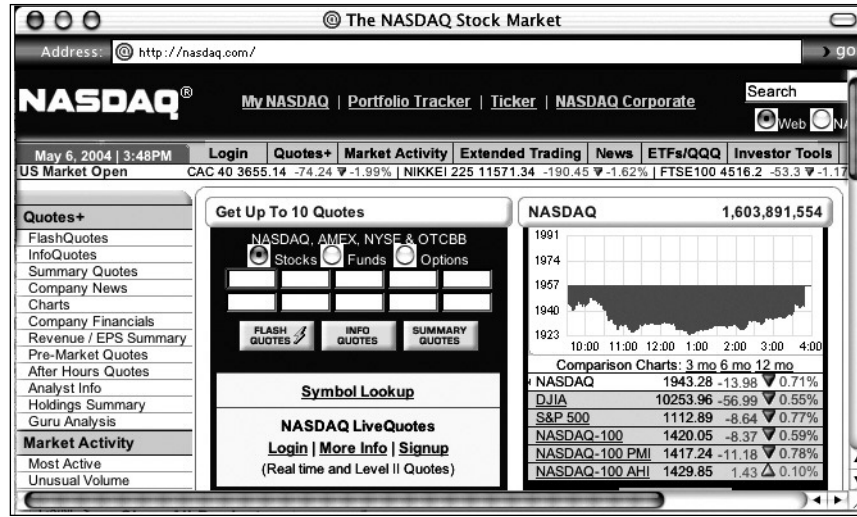 @ The NASDAQ Stock Market
Address: @ http://nasdaq.com/ go
NASDAQ®
My NASDAQ | Portfolio Tracker | Ticker | NASDAQ Corporate
Search
Web
May 6, 2004 | 3:48PM
Login | Quotes+ | Market Activity | Extended Trading | News | ETFs/QQQ | Investor Tools
US Market Open CAC 40 3655.14 -74.24 ▼ -1.99% | NIKKEI 225 11571.34 -190.45 ▼ -1.62% | FTSE100 4516.2 -53.3 ▼ -1.17
Quotes+
FlashQuotes
InfoQuotes
Summary Quotes
Company News
Charts
Company Financials
Revenue / EPS Summary
Pre-Market Quotes
After Hours Quotes
Analyst Info
Holdings Summary
Guru Analysis
Market Activity
Most Active
Unusual Volume
Get Up To 10 Quotes
NASDAQ, AMEX, NYSE & OTCBB
Stocks Funds Options
FLASH QUOTES
INFO QUOTES
SUMMARY QUOTES
Symbol Lookup
NASDAQ LiveQuotes
Login | More Info | Signup
(Real time and Level II Quotes)
NASDAQ 1,603,891,554
1991
1974
1957
1940
1923
10:00 11:00 12:00 1:00 2:00 3:00 4:00
Comparison Charts: 3 mo 6 mo 12 mo
NASDAQ 1943.28 -13.98 ▼ 0.71%
DJIA 10253.96 -56.99 ▼ 0.55%
S&P 500 1112.89 -8.64 ▼ 0.77%
NASDAQ-100 1420.05 -8.37 ▼ 0.59%
NASDAQ-100 PMI 1417.24 -11.18 ▼ 0.78%
NASDAQ-100 AHI 1429.85 1.43 △ 0.10%